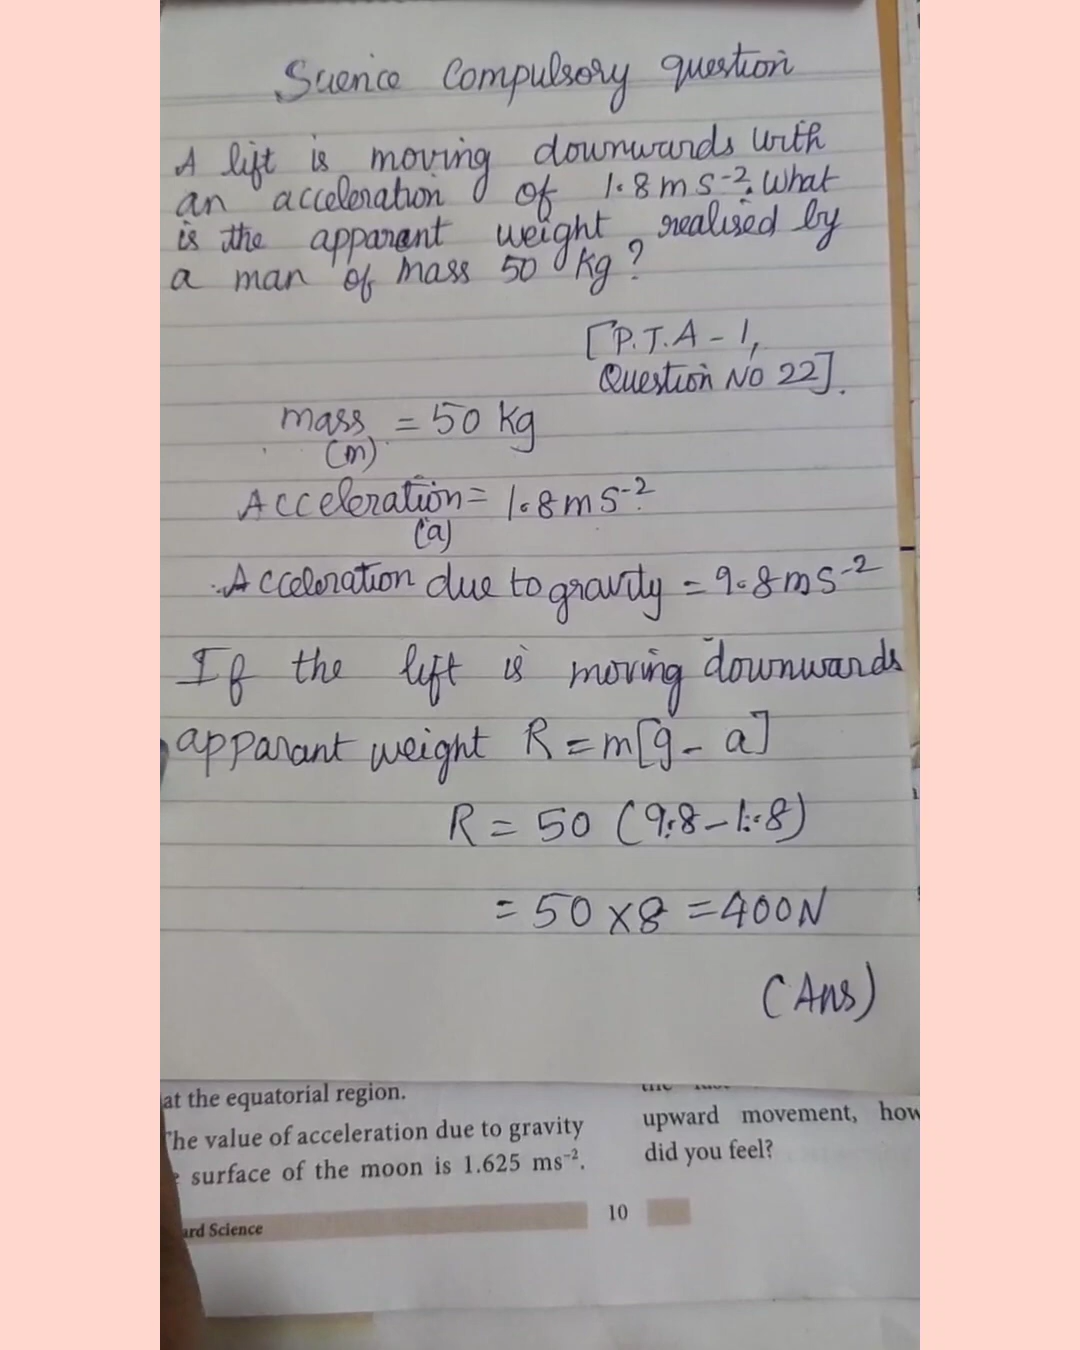 Science Compulsory question
A lift is moving downwards with
an acceleration of 1.8 m s⁻². What
is the apparent weight realised by
a man of mass 50 kg?
[P.T.A - 1,
Question No 22].
mass = 50 kg
(m)
Acceleration = 1.8 m s⁻²
(a)
Acceleration due to gravity = 9.8 m s⁻²
If the lift is moving downwards
apparant weight R = m[g - a]
R = 50 (9.8 - 1.8)
= 50 x 8 = 400N
(Ans)
at the equatorial region.
The value of acceleration due to gravity
surface of the moon is 1.625 ms⁻².
upward movement, how
did you feel?
Science
10